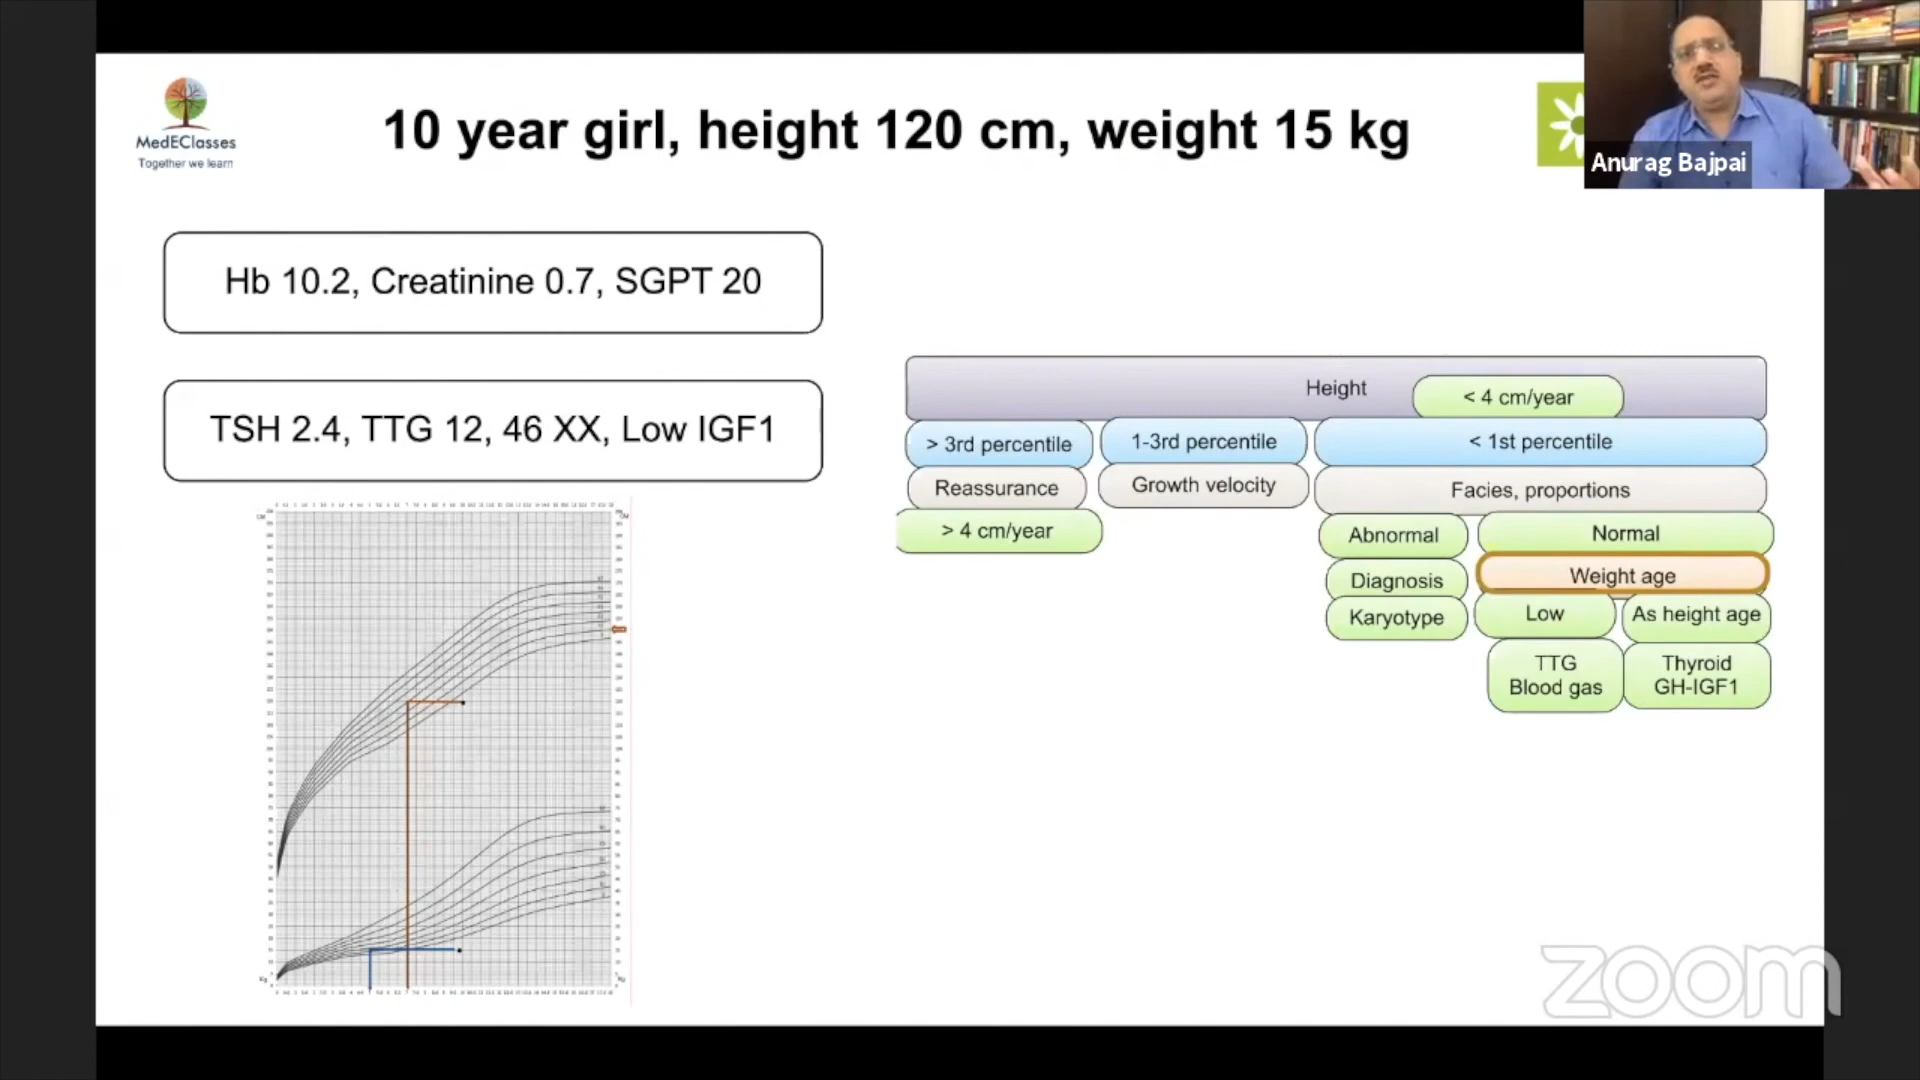 MedEClasses
Together we learn
10 year girl, height 120 cm, weight 15 kg
Anurag Bajpai
Hb 10.2, Creatinine 0.7, SGPT 20
TSH 2.4, TTG 12, 46 XX, Low IGF1
Height
< 4 cm/year
> 3rd percentile
1-3rd percentile
< 1st percentile
Reassurance
Growth velocity
Facies, proportions
> 4 cm/year
Abnormal
Normal
Diagnosis
Weight age
Karyotype
Low
As height age
TTG
Blood gas
Thyroid
GH-IGF1
zoom